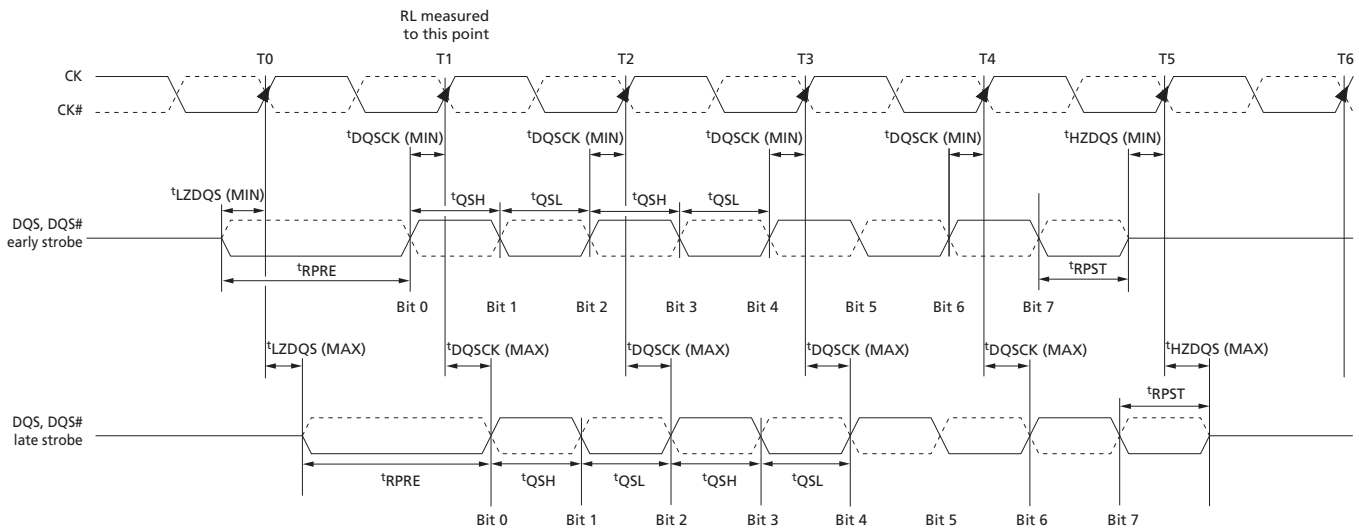 RL measured
to this point
T0 T1 T2 T3 T4 T5 T6
CK
CK#
tDQSCK (MIN) tDQSCK (MIN) tDQSCK (MIN) tDQSCK (MIN) tHZDQS (MIN)
tLZDQS (MIN)
tQSH tQSL tQSH tQSL
DQS, DQS#
early strobe
tRPRE tRPST
Bit 0 Bit 1 Bit 2 Bit 3 Bit 4 Bit 5 Bit 6 Bit 7
tLZDQS (MAX) tDQSCK (MAX) tDQSCK (MAX) tDQSCK (MAX) tDQSCK (MAX) tHZDQS (MAX)
tRPST
DQS, DQS#
late strobe
tRPRE tQSH tQSL tQSH tQSL
Bit 0 Bit 1 Bit 2 Bit 3 Bit 4 Bit 5 Bit 6 Bit 7